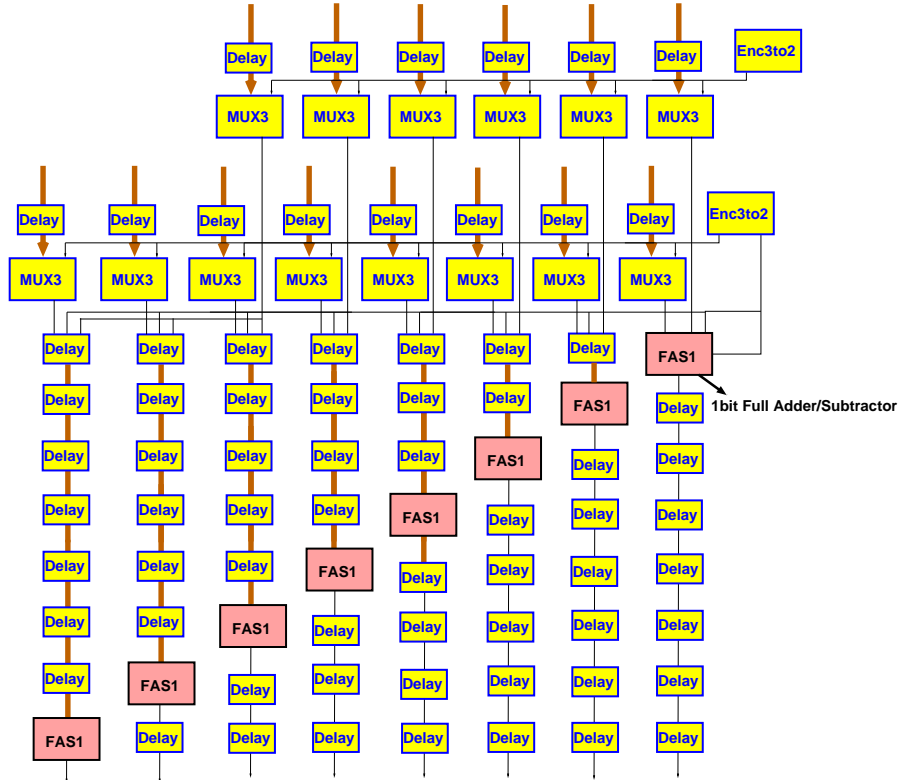 Delay Delay Delay Delay Delay Delay Enc3to2
MUX3 MUX3 MUX3 MUX3 MUX3 MUX3
Delay Delay Delay Delay Delay Delay Delay Delay Enc3to2
MUX3 MUX3 MUX3 MUX3 MUX3 MUX3 MUX3 MUX3
Delay Delay Delay Delay Delay Delay Delay FAS1
Delay Delay Delay Delay Delay Delay FAS1 Delay 1bit Full Adder/Subtractor
Delay Delay Delay Delay Delay FAS1 Delay Delay
Delay Delay Delay Delay FAS1 Delay Delay Delay
Delay Delay Delay FAS1 Delay Delay Delay Delay
Delay Delay FAS1 Delay Delay Delay Delay Delay
Delay FAS1 Delay Delay Delay Delay Delay Delay
FAS1 Delay Delay Delay Delay Delay Delay Delay